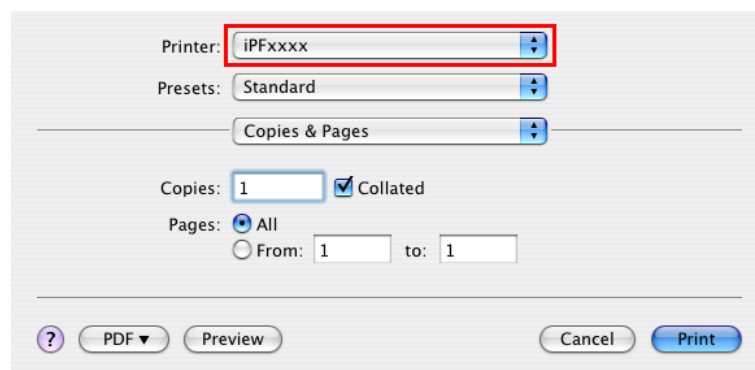 Printer: iPFxxxx
Presets: Standard
Copies & Pages
Copies: 1 Collated
Pages: All
From: 1 to: 1
? PDF ▼ Preview Cancel Print